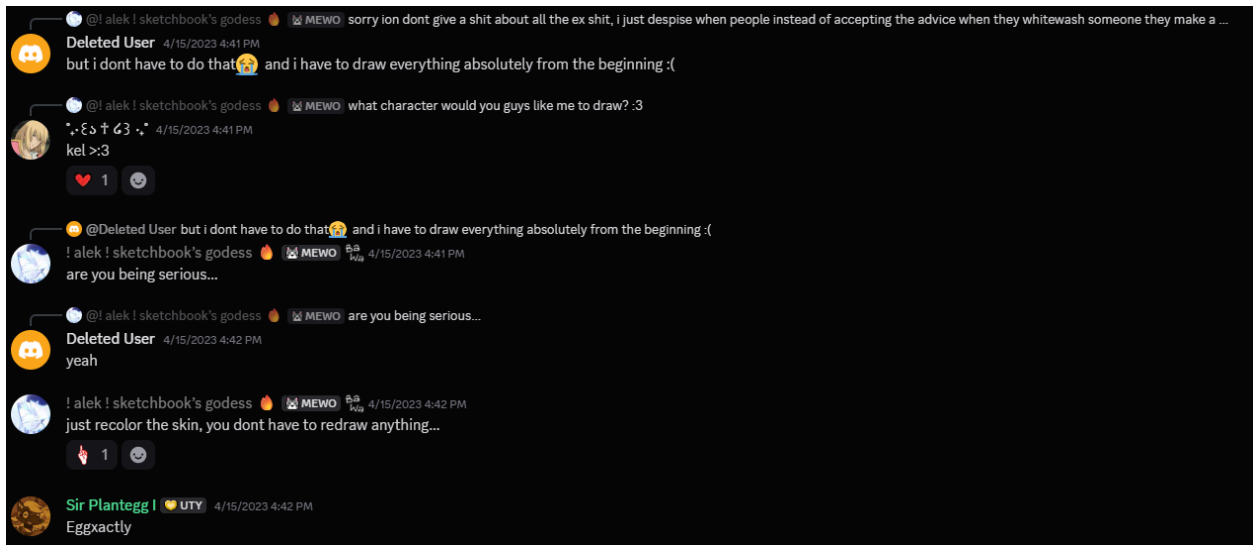 @! alek ! sketchbook's godess 🔥 MEWO sorry ion dont give a shit about all the ex shit, i just despise when people instead of accepting the advice when they whitewash someone they make a ...
Deleted User 4/15/2023 4:41 PM
but i dont have to do that😭 and i have to draw everything absolutely from the beginning :(
@! alek ! sketchbook's godess 🔥 MEWO what character would you guys like me to draw? :3
4/15/2023 4:41 PM
kel >:3
❤️ 1
@Deleted User but i dont have to do that😭 and i have to draw everything absolutely from the beginning :(
! alek ! sketchbook's godess 🔥 MEWO 4/15/2023 4:41 PM
are you being serious...
@! alek ! sketchbook's godess 🔥 MEWO are you being serious...
Deleted User 4/15/2023 4:42 PM
yeah
! alek ! sketchbook's godess 🔥 MEWO 4/15/2023 4:42 PM
just recolor the skin, you dont have to redraw anything...
1
Sir Plantegg I 💛 UTY 4/15/2023 4:42 PM
Eggxactly